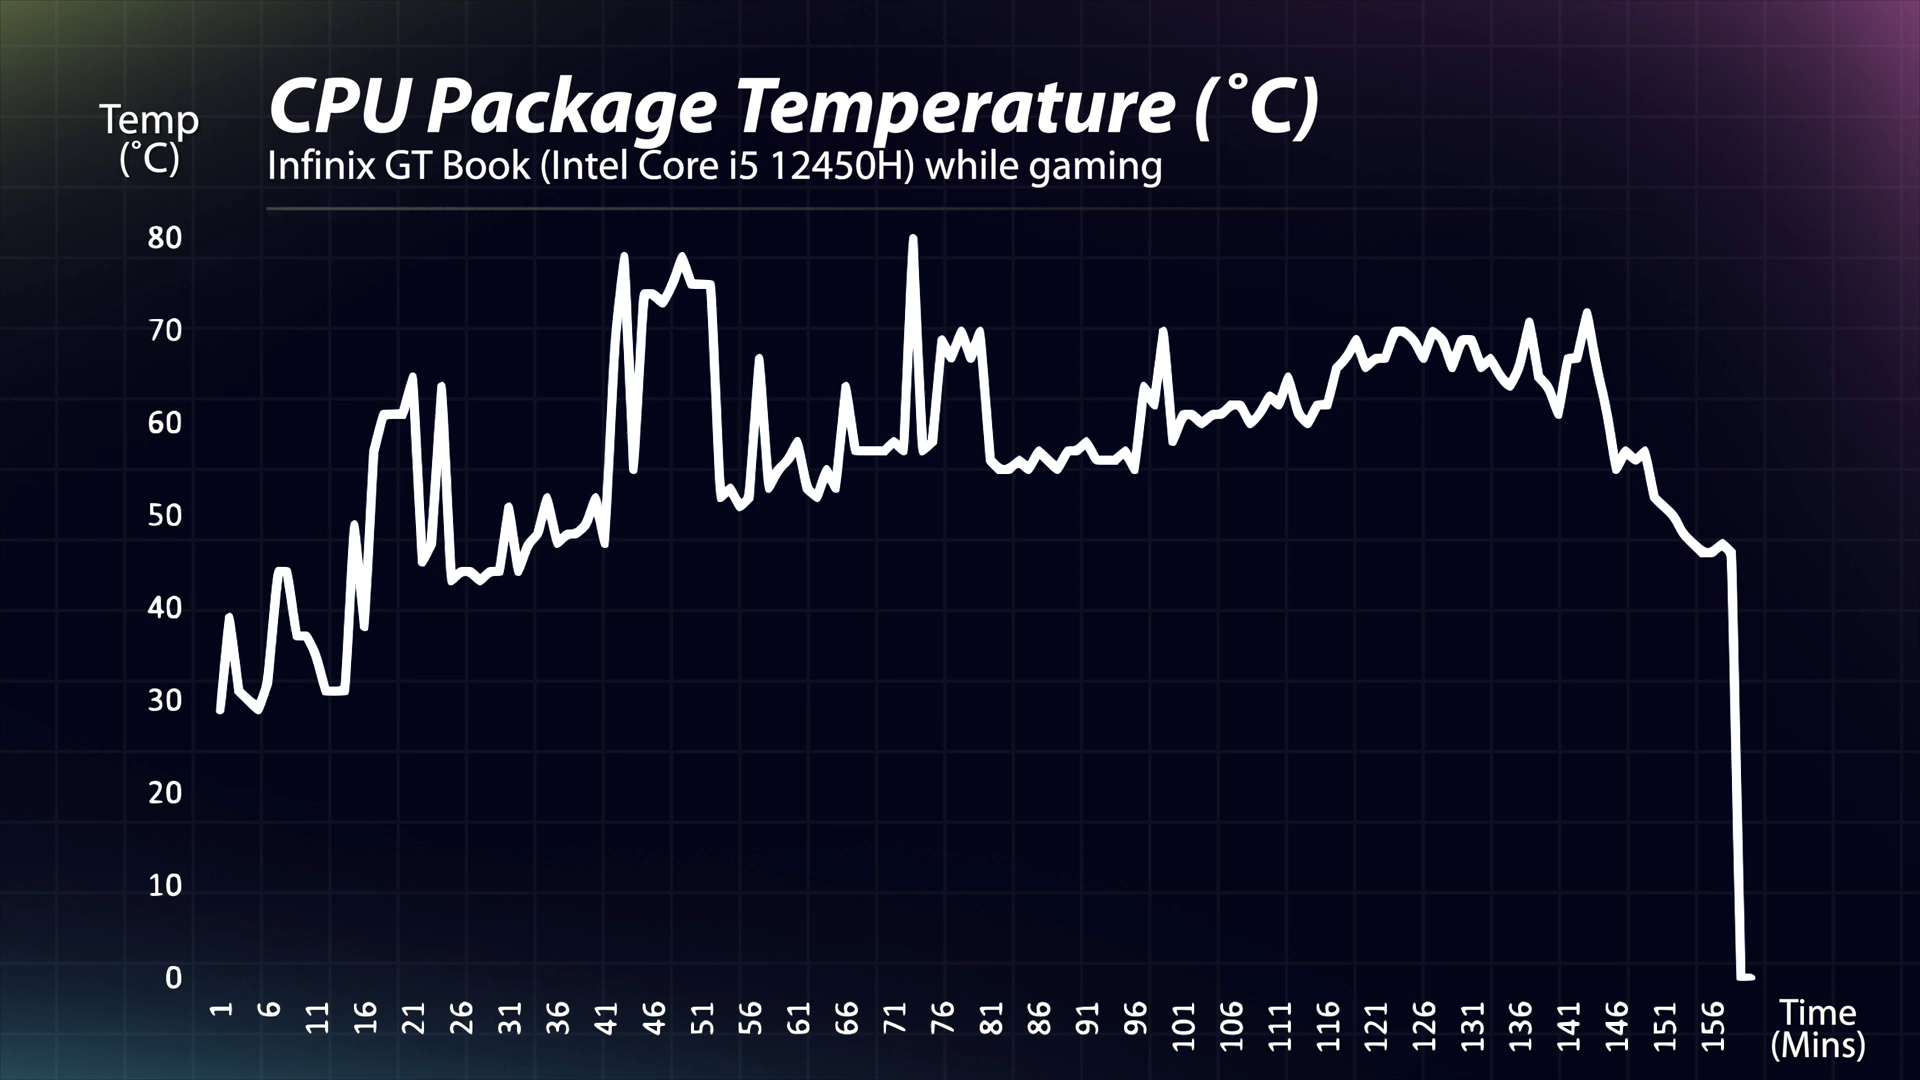 CPU Package Temperature (˚C)
Infinix GT Book (Intel Core i5 12450H) while gaming
Temp
(˚C)
80
70
60
50
40
30
20
10
0
1 6 11 16 21 26 31 36 41 46 51 56 61 66 71 76 81 86 91 96 101 106 111 116 121 126 131 136 141 146 151 156
Time
(Mins)